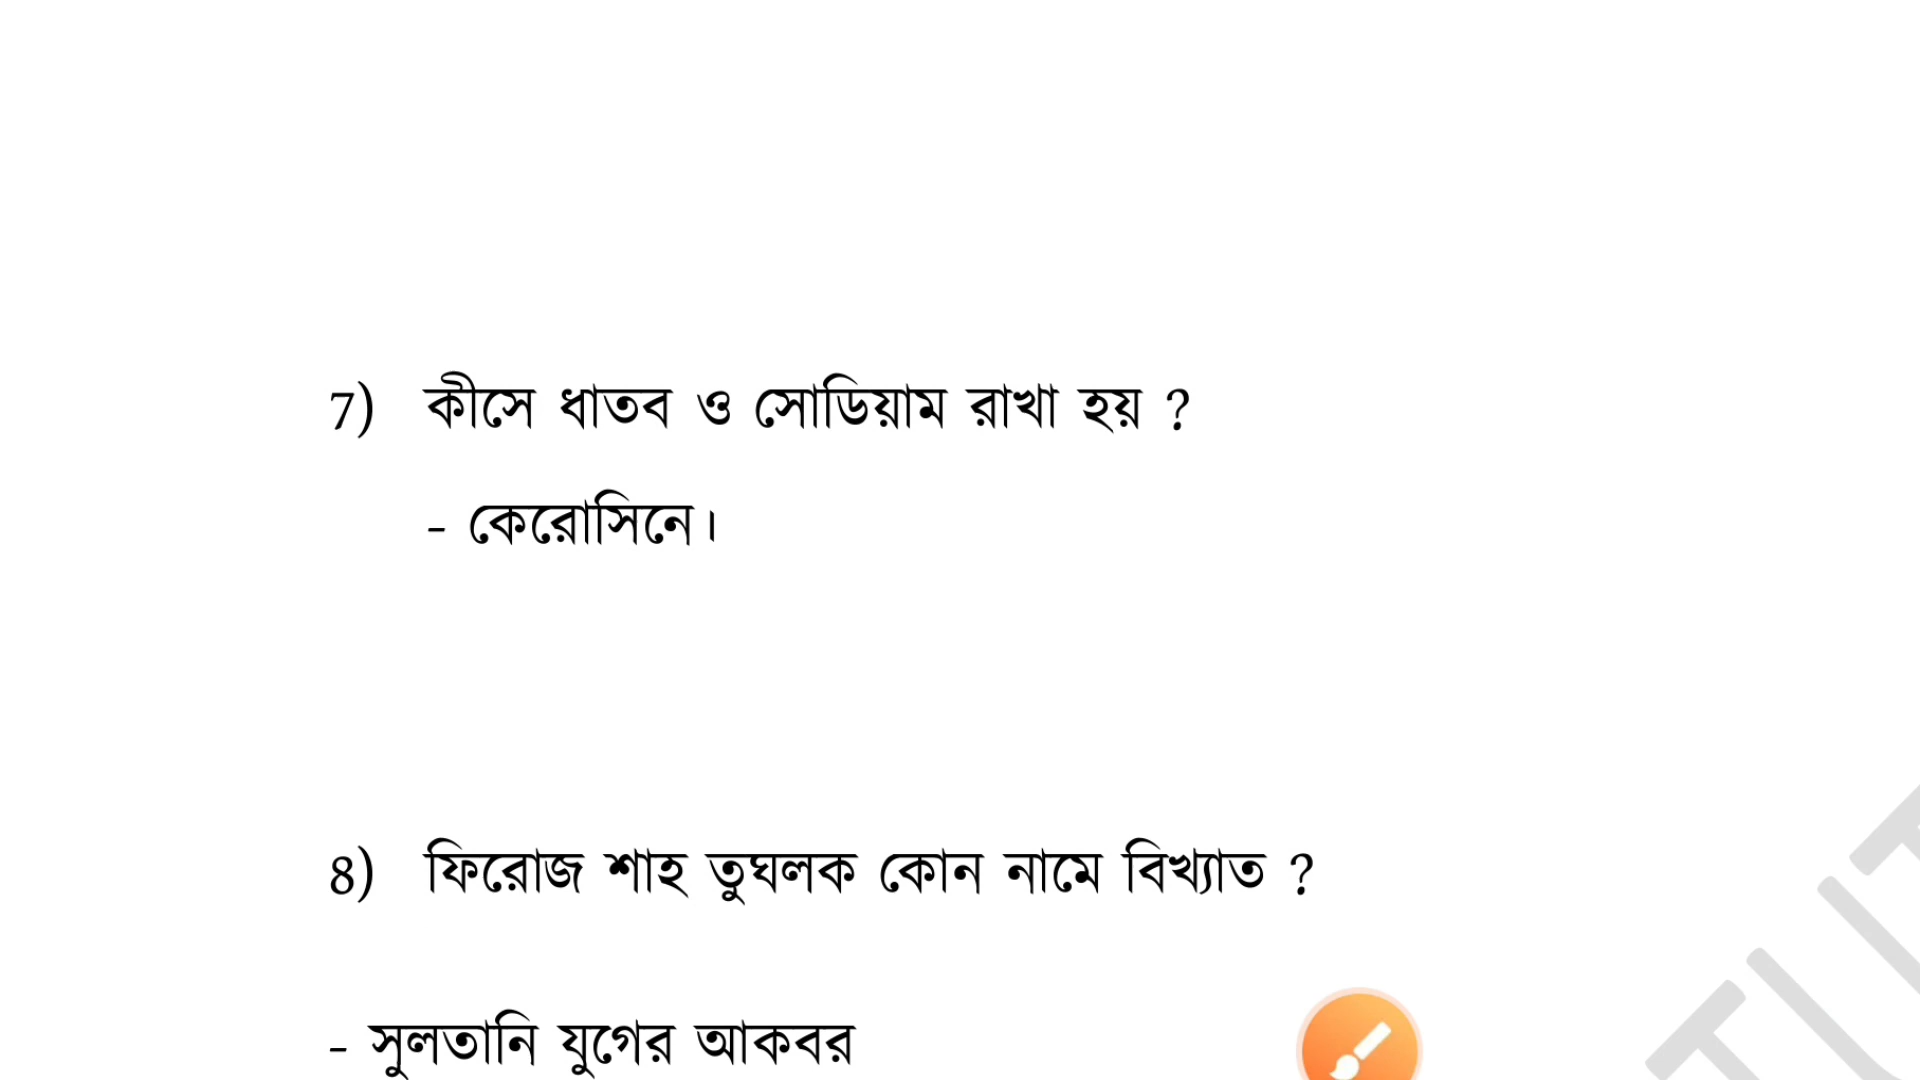 7) কীসে ধাতব ও সোডিয়াম রাখা হয় ?
- কেরোসিনে।
8) ফিরোজ শাহ তুঘলক কোন নামে বিখ্যাত ?
- সুলতানি যুগের আকবর